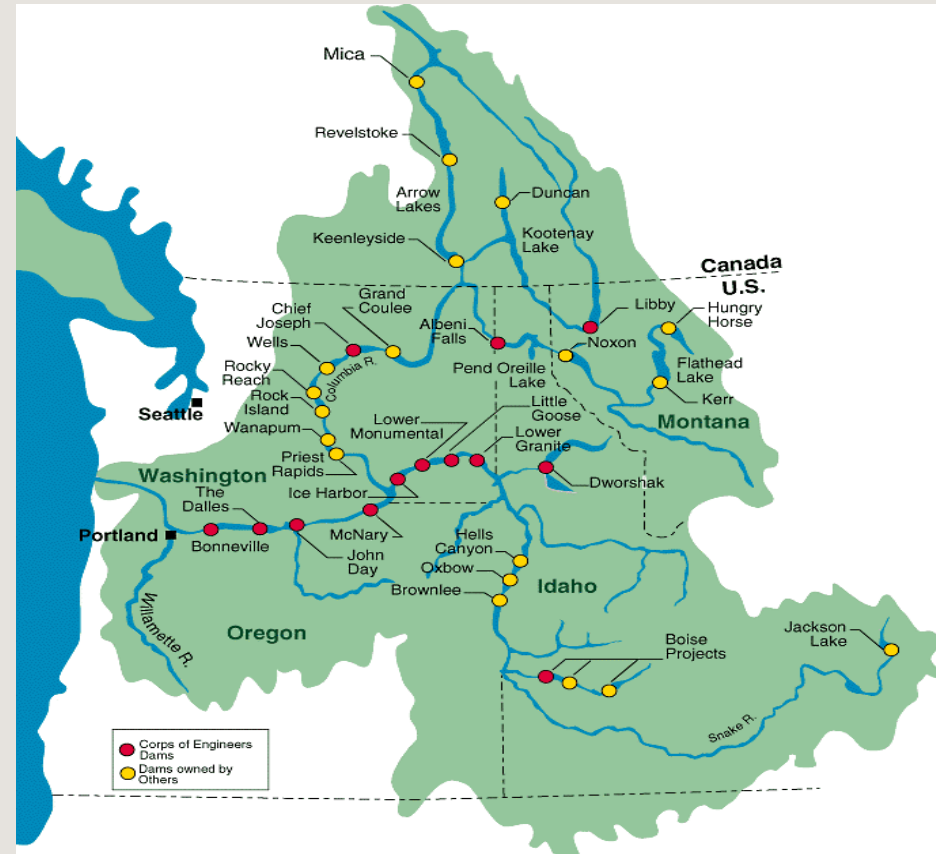 Mica
Revelstoke
Arrow
Lakes
Duncan
Keenleyside
Kootenay
Lake
Canada
U.S.
Grand
Coulee
Chief
Joseph
Wells
Albeni
Falls
Libby
Hungry
Horse
Noxon
Rocky
Reach
Columbia R.
Pend Oreille
Lake
Flathead
Lake
Kerr
Rock
Island
Seattle
Wanapum
Lower
Monumental
Little
Goose
Lower
Granite
Montana
Priest
Rapids
Washington
Ice Harbor
Dworshak
The
Dalles
Portland
Bonneville
McNary
John
Day
Hells
Canyon
Oxbow
Brownlee
Idaho
Willamette R.
Oregon
Boise
Projects
Jackson
Lake
Snake R.
Corps of Engineers
Dams
Dams owned by
Others